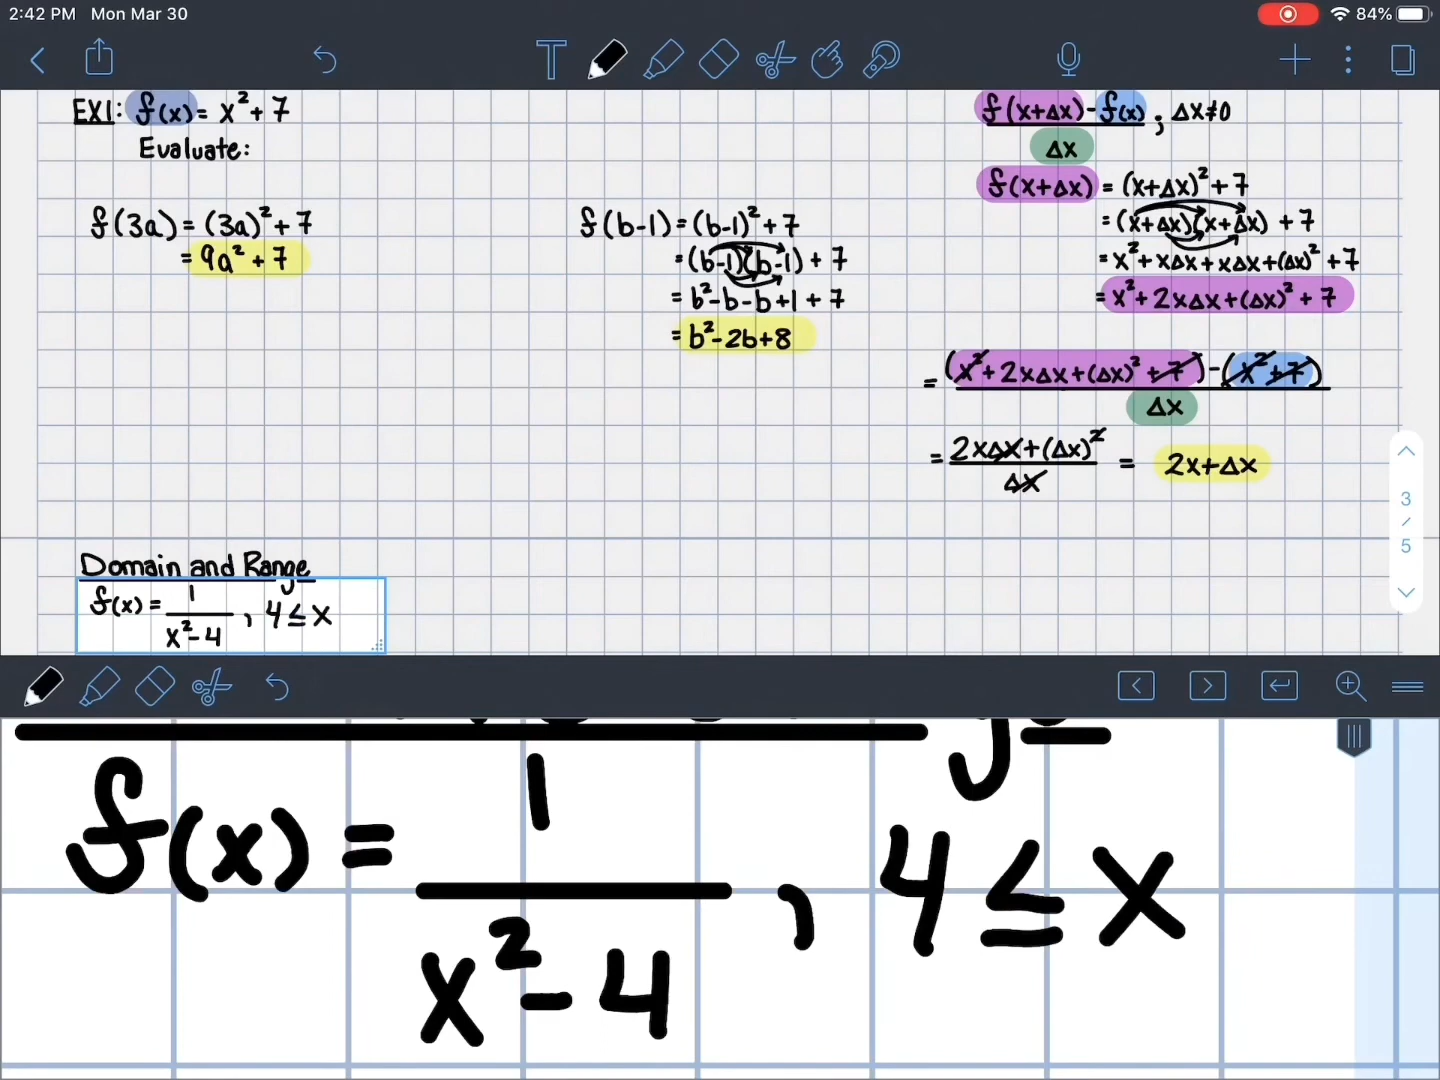 2:42 PM Mon Mar 30
84%
EX1: f(x) = x² + 7
Evaluate:
f(3a) = (3a)² + 7
= 9a² + 7
f(b-1) = (b-1)² + 7
= (b-1)(b-1) + 7
= b² - b - b + 1 + 7
= b² - 2b + 8
f(x+Δx) - f(x) ; Δx≠0
Δx
f(x+Δx) = (x+Δx)² + 7
= (x+Δx)(x+Δx) + 7
= x² + xΔx + xΔx + (Δx)² + 7
= x² + 2xΔx + (Δx)² + 7
= (x² + 2xΔx + (Δx)² + 7) - (x² + 7)
Δx
= 2xΔx + (Δx)² = 2x + Δx
Δx
3
/
5
Domain and Range
f(x) = 1 , 4 ≤ x
x² - 4
f(x) = 1 , 4 ≤ x
x² - 4